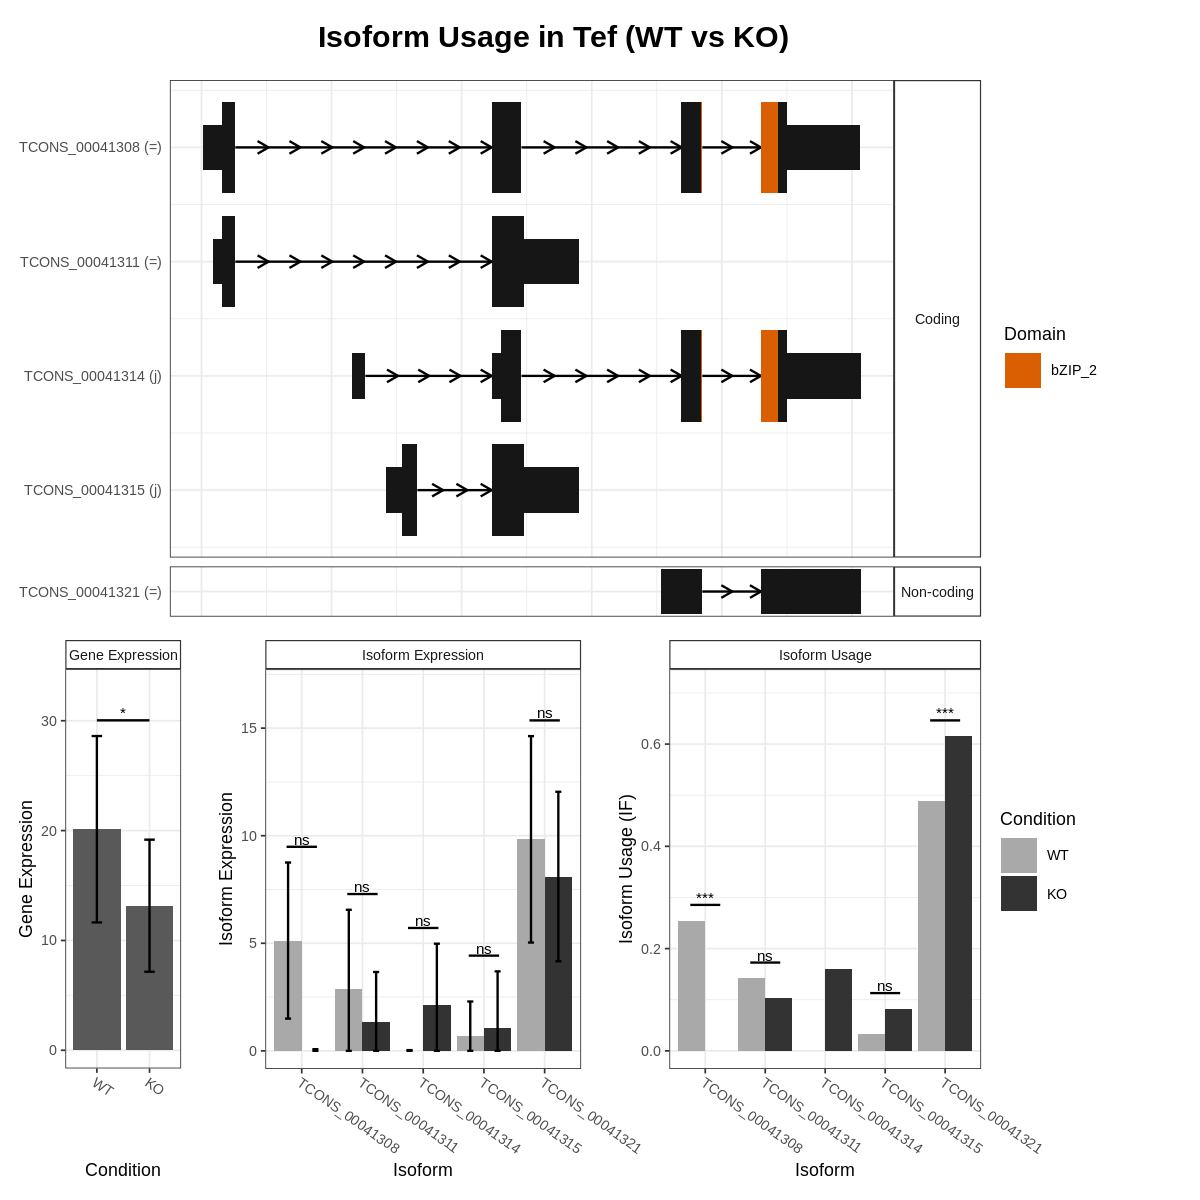 Isoform Usage in Tef (WT vs KO)
TCONS_00041308 (=)
TCONS_00041311 (=)
TCONS_00041314 (j)
TCONS_00041315 (j)
Coding
TCONS_00041321 (=)
Non-coding
Domain
bZIP_2
Gene Expression
Gene Expression
30
20
10
0
*
WT
KO
Condition
Isoform Expression
Isoform Expression
15
10
5
0
ns
ns
ns
ns
ns
TCONS_00041308
TCONS_00041311
TCONS_00041314
TCONS_00041315
TCONS_00041321
Isoform
Isoform Usage
Isoform Usage (IF)
0.6
0.4
0.2
0.0
***
ns
ns
***
TCONS_00041308
TCONS_00041311
TCONS_00041314
TCONS_00041315
TCONS_00041321
Isoform
Condition
WT
KO